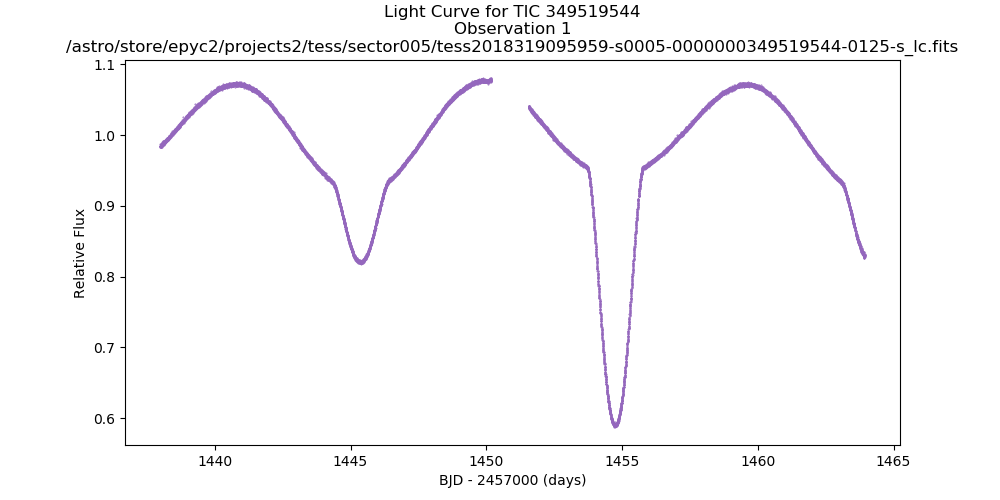 Light Curve for TIC 349519544
Observation 1
/astro/store/epyc2/projects2/tess/sector005/tess2018319095959-s0005-0000000349519544-0125-s_lc.fits
1.1
1.0
0.9
0.8
0.7
0.6
Relative Flux
1440
1445
1450
1455
1460
1465
BJD - 2457000 (days)